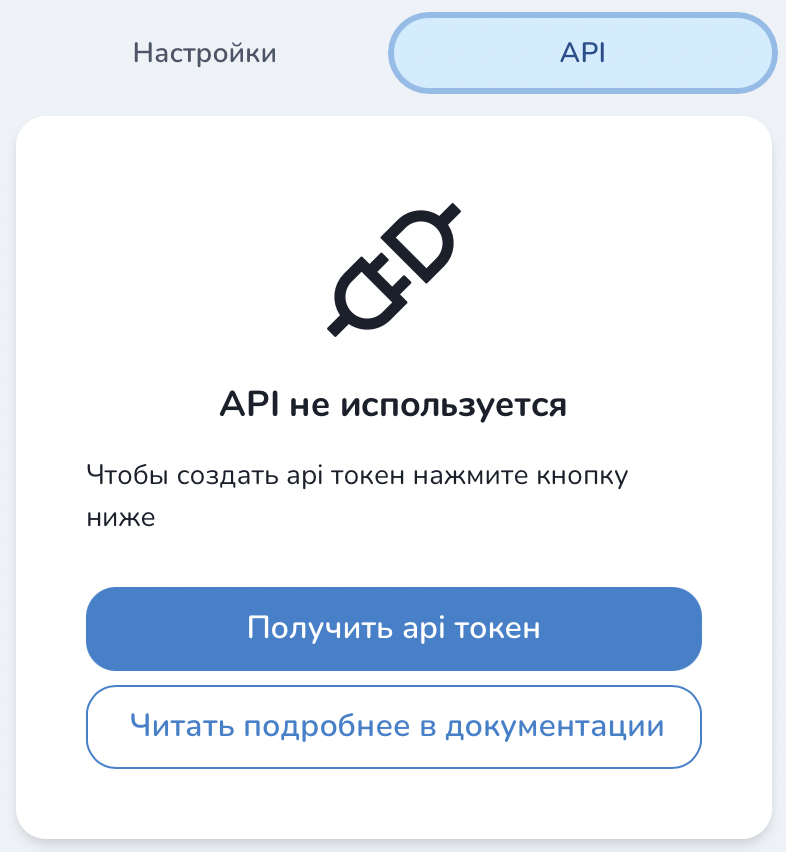 Настройки
API
API не используется
Чтобы создать api токен нажмите кнопку
ниже
Получить api токен
Читать подробнее в документации